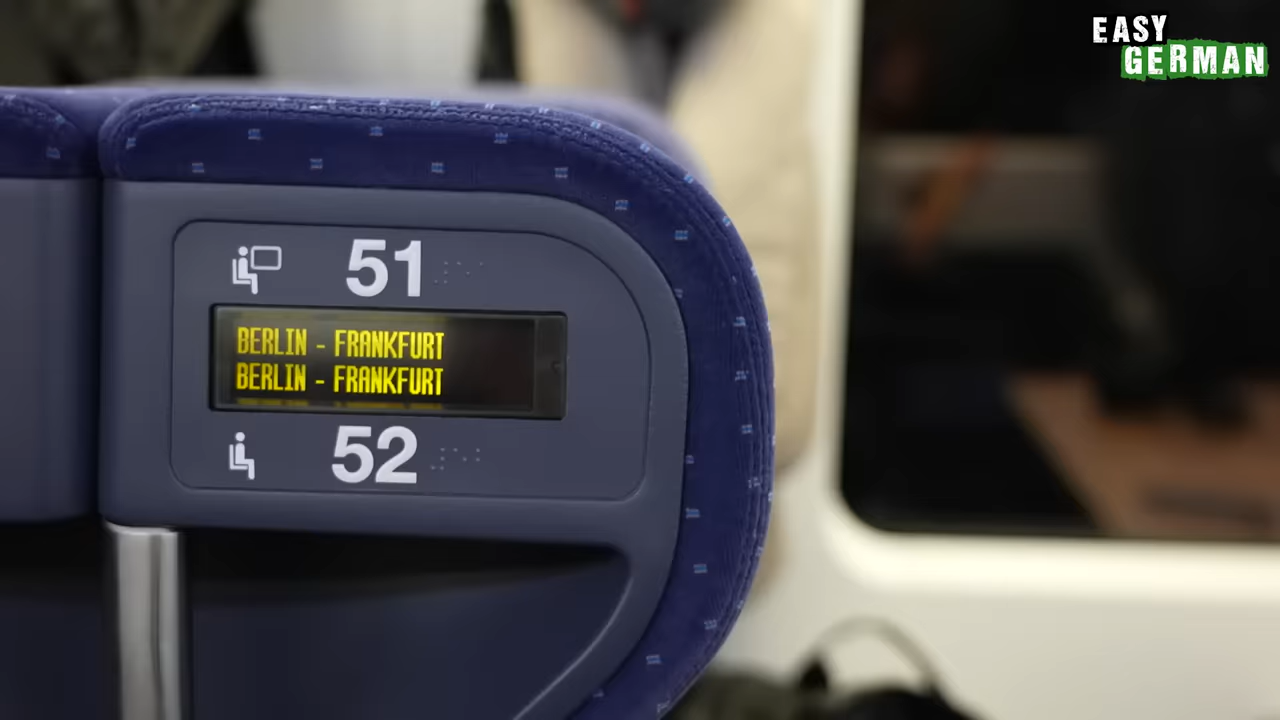 EASY
GERMAN
51
BERLIN - FRANKFURT
BERLIN - FRANKFURT
52